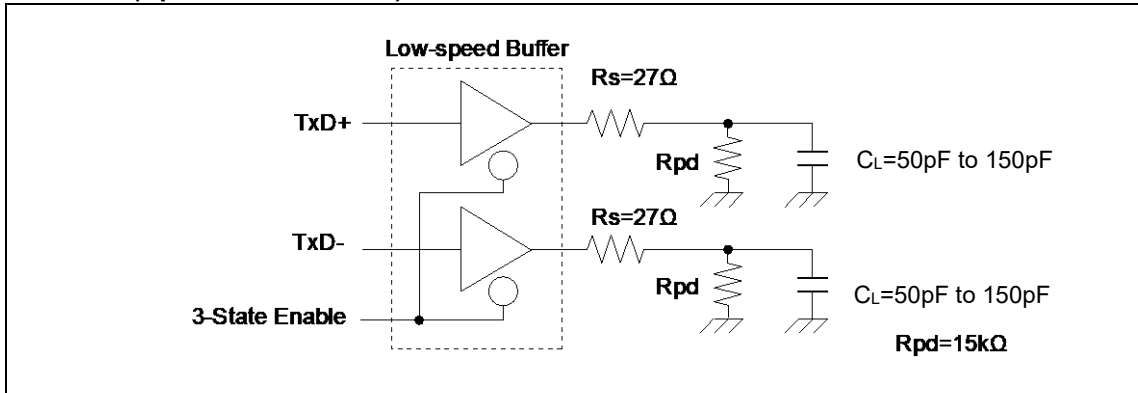 Low-speed Buffer
Rs=27Ω
TxD+
Rpd
CL=50pF to 150pF
Rs=27Ω
TxD-
Rpd
CL=50pF to 150pF
3-State Enable
Rpd=15kΩ